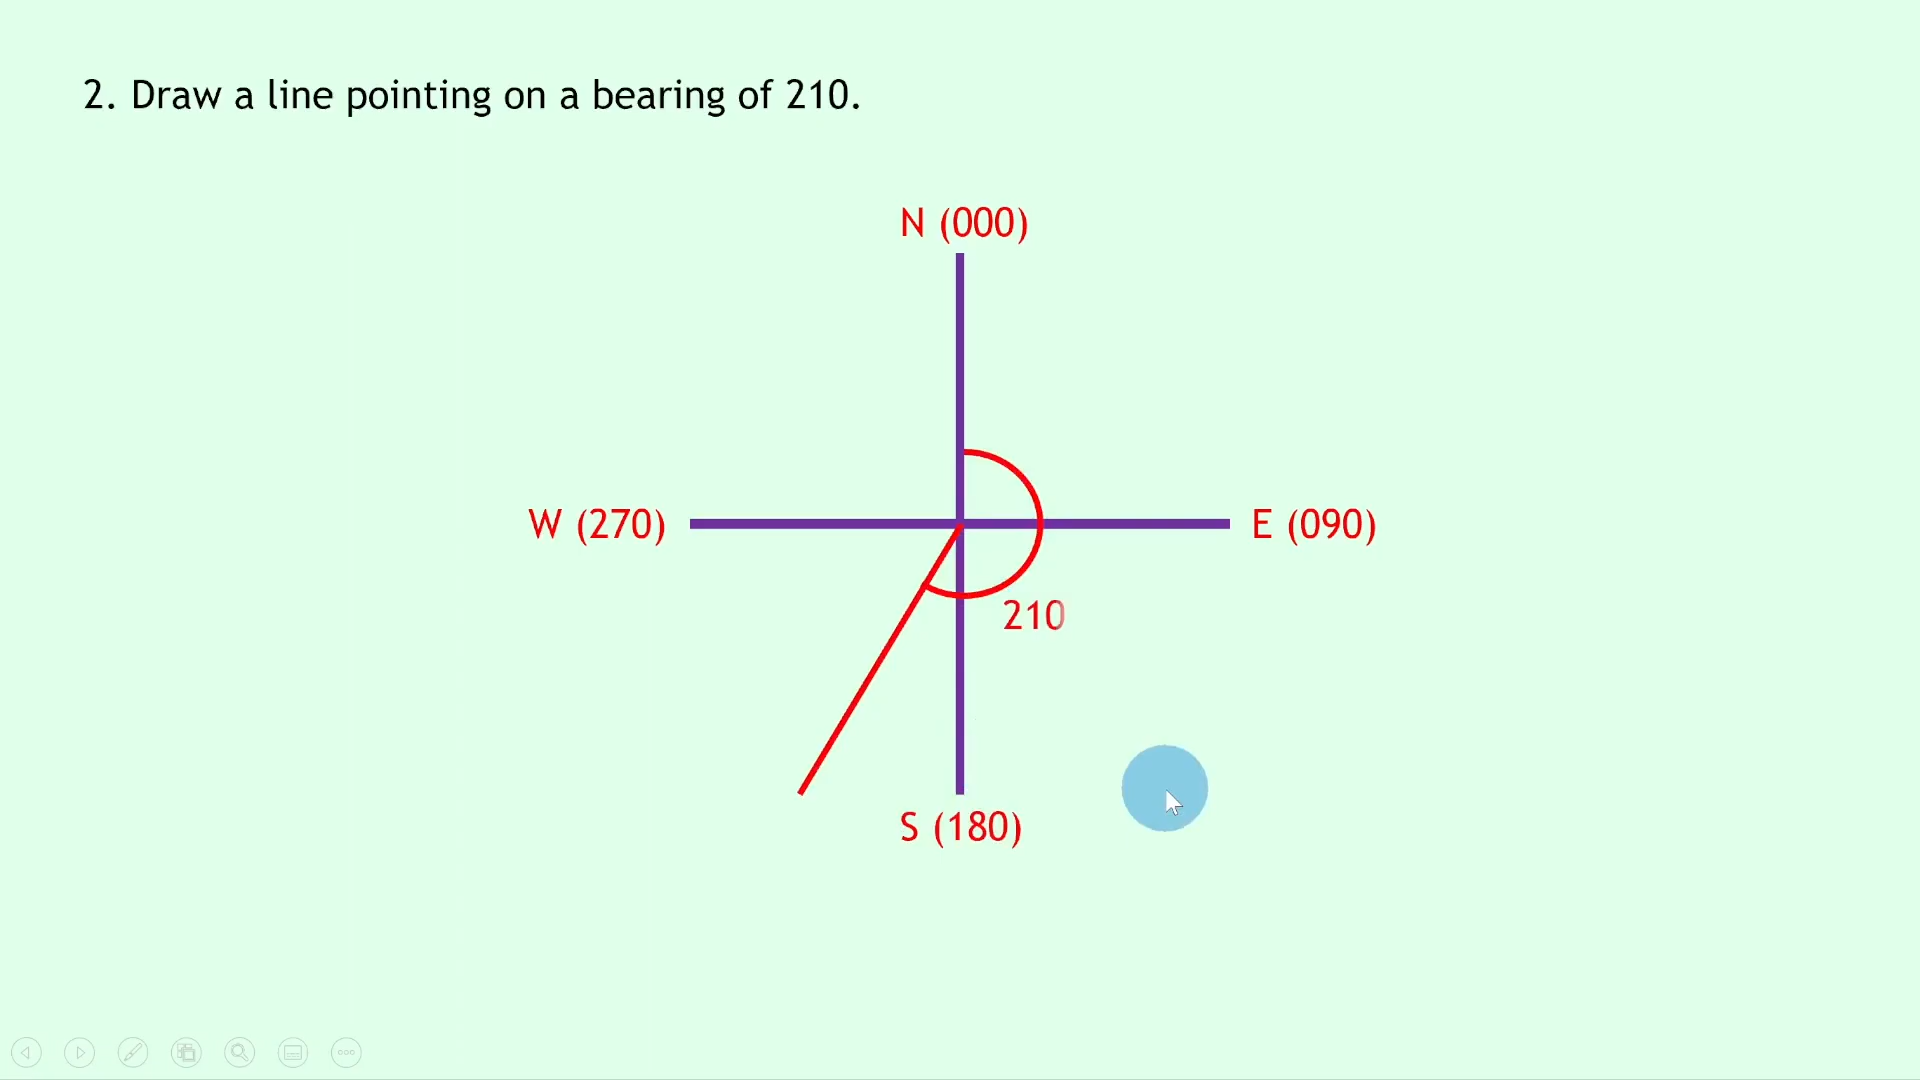 2. Draw a line pointing on a bearing of 210.
N (000)
W (270)
E (090)
210
S (180)